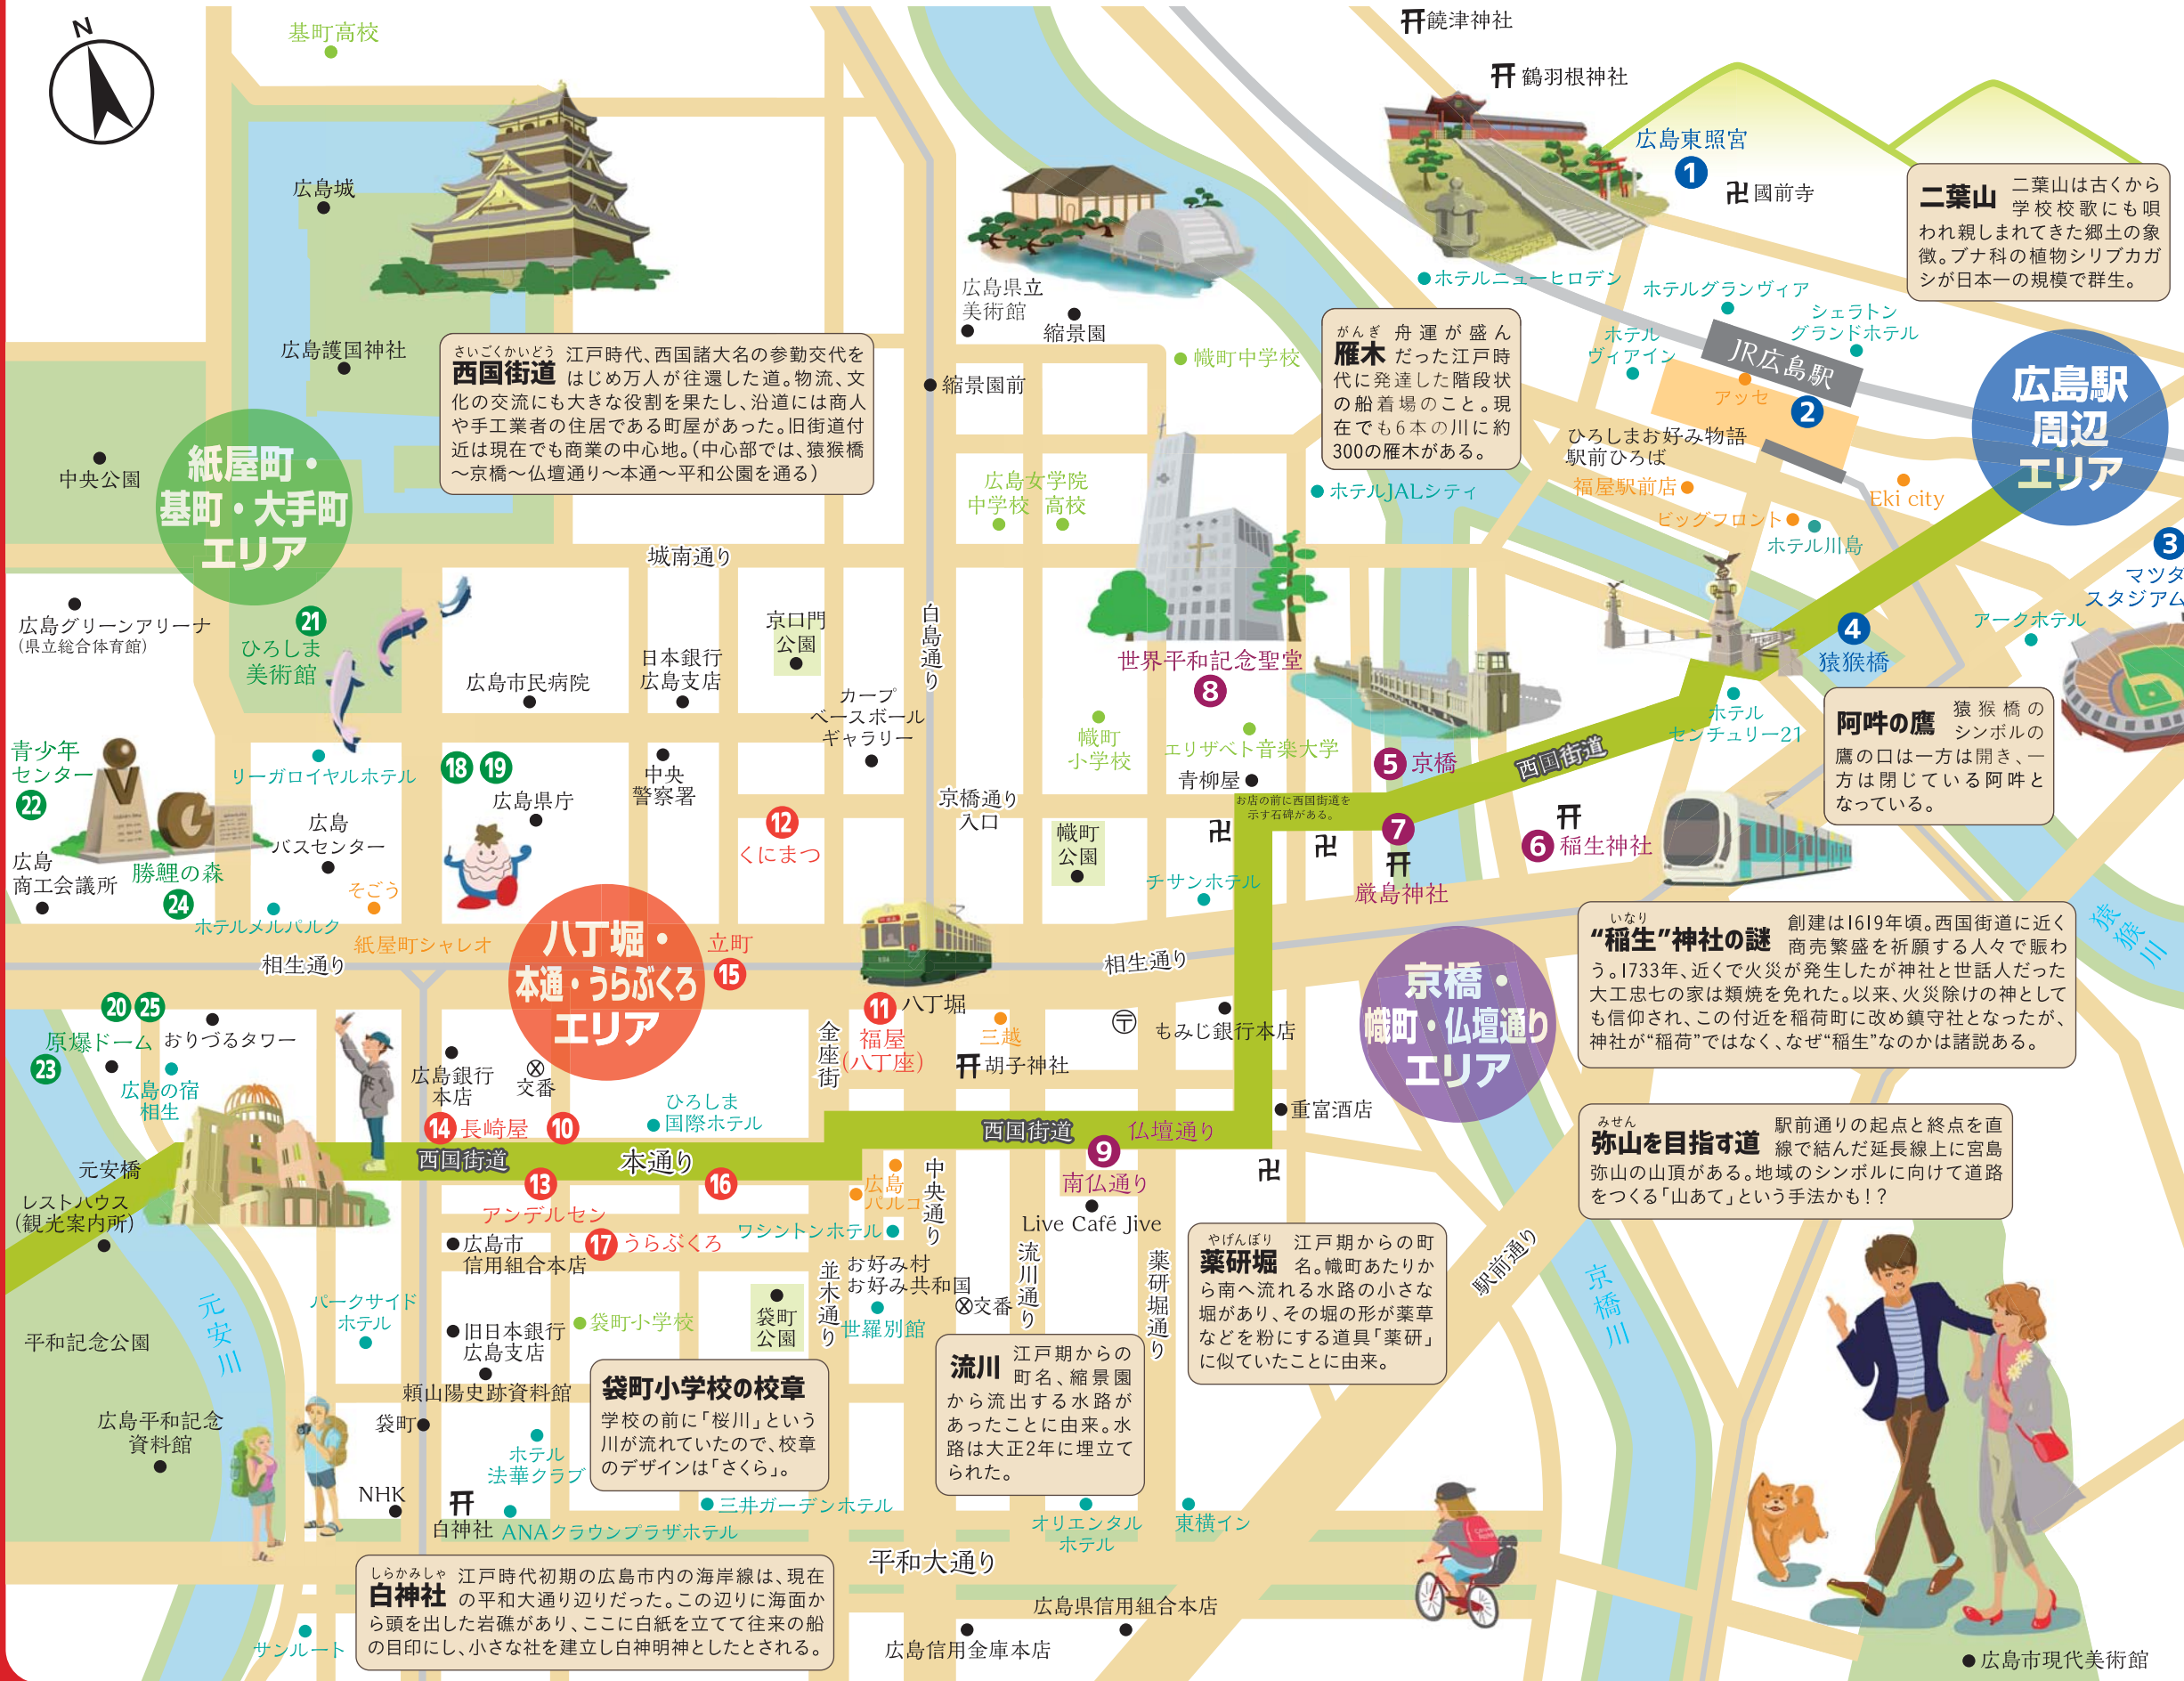 N
基町高校
饒津神社
鶴羽根神社
広島東照宮
1
國前寺
二葉山 二葉山は古くから
学校校歌にも唄
われ親しまれてきた郷土の象
徴。ブナ科の植物シリブカガ
シが日本一の規模で群生。
広島城
広島県立
美術館
縮景園
ホテルニューヒロデン
ホテルグランヴィア
シェラトン
グランドホテル
ホテル
ヴィアイン
JR広島駅
アッセ
2
広島駅
周辺
エリア
広島護国神社
さいごくかいどう
西国街道 江戸時代、西国諸大名の参勤交代を
はじめ万人が往還した道。物流、文
化の交流にも大きな役割を果たし、沿道には商人
や手工業者の住居である町屋があった。旧街道付
近は現在でも商業の中心地。(中心部では、猿猴橋
～京橋～仏壇通り～本通～平和公園を通る)
縮景園前
幟町中学校
がんぎ
雁木 舟運が盛ん
だった江戸時
代に発達した階段状
の船着場のこと。現
在でも6本の川に約
300の雁木がある。
ひろしまお好み物語
駅前ひろば
福屋駅前店
Eki city
ビッグフロント
ホテル川島
中央公園
紙屋町・
基町・大手町
エリア
広島女学院
中学校 高校
ホテルJALシティ
城南通り
3
マツダ
スタジアム
アークホテル
4
猿猴橋
広島グリーンアリーナ
(県立総合体育館)
21
ひろしま
美術館
広島市民病院
日本銀行
広島支店
京口門
公園
白島通り
カープ
ベースボール
ギャラリー
世界平和記念聖堂
8
幟町
小学校
エリザベト音楽大学
青柳屋
5 京橋
西国街道
ホテル
センチュリー21
阿吽の鷹 猿猴橋の
シンボルの
鷹の口は一方は開き、一
方は閉じている阿吽と
なっている。
青少年
センター
22
リーガロイヤルホテル
18 19
広島県庁
中央
警察署
12
くにまつ
京橋通り
入口
お店の前に西国街道を
示す石碑がある。
幟町
公園
7
厳島神社
6 稲生神社
チサンホテル
広島
商工会議所
勝鯉の森
24
広島
バスセンター
そごう
ホテルメルパルク
紙屋町シャレオ
相生通り
八丁堀・
本通・うらぶくろ
エリア
立町
15
相生通り
京橋・
幟町・仏壇通り
エリア
いなり
“稲生”神社の謎 創建は1619年頃。西国街道に近く
商売繁盛を祈願する人々で賑わ
う。1733年、近くで火災が発生したが神社と世話人だった
大工忠七の家は類焼を免れた。以来、火災除けの神として
も信仰され、この付近を稲荷町に改め鎮守社となったが、
神社が“稲荷”ではなく、なぜ“稲生”なのかは諸説ある。
猿猴川
20 25
原爆ドーム
おりづるタワー
23
広島の宿
相生
広島銀行
本店
交番
金座街
11 八丁堀
福屋
(八丁座)
三越
胡子神社
〒
もみじ銀行本店
重富酒店
14 長崎屋 10
ひろしま
国際ホテル
西国街道
仏壇通り
9
南仏通り
Live Café Jive
みせん
弥山を目指す道 駅前通りの起点と終点を直
線で結んだ延長線上に宮島
弥山の山頂がある。地域のシンボルに向けて道路
をつくる「山あて」という手法かも!?
元安橋
西国街道
本通り
13
アンデルセン
16
広島
パルコ
中央通り
レストハウス
(観光案内所)
広島市
信用組合本店
17 うらぶくろ
ワシントンホテル
並木通り
お好み村
お好み共和国
世羅別館
交番
流川通り
薬研堀通り
やげんぼり
薬研堀 江戸期からの町
名。幟町あたりか
ら南へ流れる水路の小さな
堀があり、その堀の形が薬草
などを粉にする道具「薬研」
に似ていたことに由来。
駅前通り
京橋川
元安川
パークサイド
ホテル
平和記念公園
旧日本銀行
広島支店
袋町小学校
袋町
公園
頼山陽史跡資料館
袋町
袋町小学校の校章
学校の前に「桜川」という
川が流れていたので、校章
のデザインは「さくら」。
流川 江戸期からの
町名、縮景園
から流出する水路が
あったことに由来。水
路は大正2年に埋立て
られた。
広島平和記念
資料館
ホテル
法華クラブ
NHK
白神社
ANAクラウンプラザホテル
三井ガーデンホテル
オリエンタル
ホテル
東横イン
平和大通り
しらかみしゃ
白神社 江戸時代初期の広島市内の海岸線は、現在
の平和大通り辺りだった。この辺りに海面か
ら頭を出した岩礁があり、ここに白紙を立てて往来の船
の目印にし、小さな社を建立し白神明神としたとされる。
サンルート
広島県信用組合本店
広島信用金庫本店
広島市現代美術館